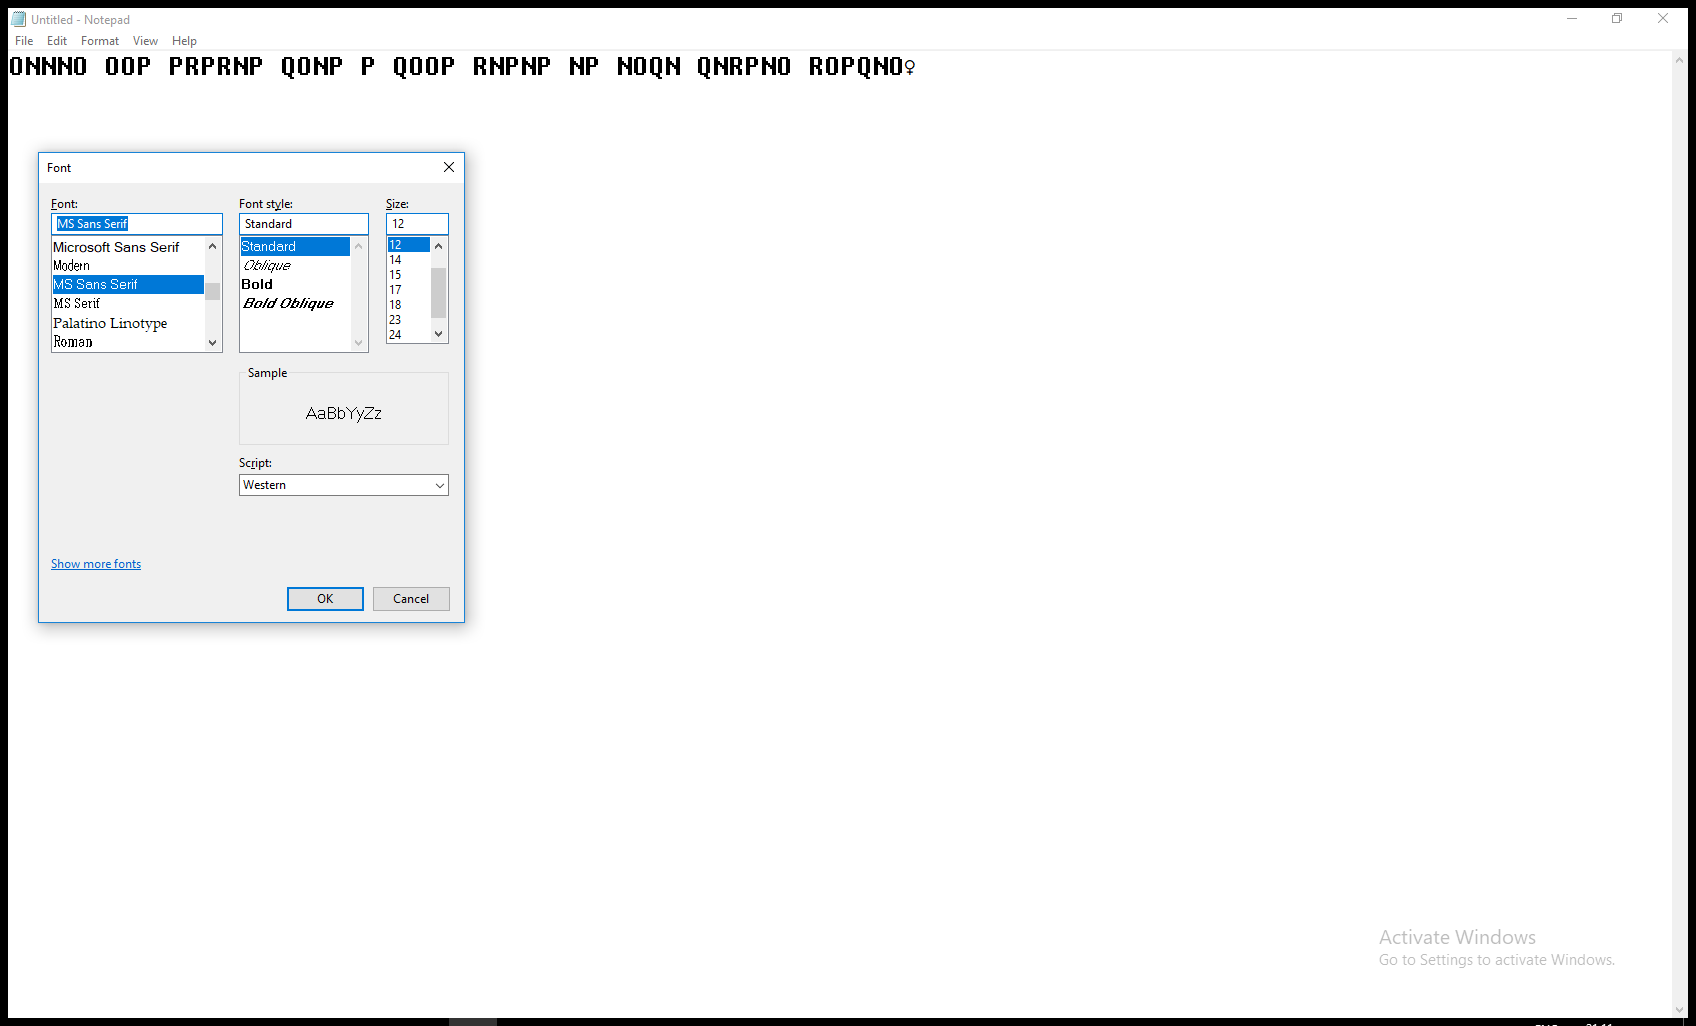 Untitled - Notepad
File Edit Format View Help
ONNNO OOP PRPRNP QONP P QOOP RNPNP NP NOQN QNRPNO ROPQNO♀
Font
Font: Font style: Size:
MS Sans Serif Standard 12
Microsoft Sans Serif
Modern
MS Sans Serif
MS Serif
Palatino Linotype
Roman
Standard
Oblique
Bold
Bold Oblique
12
14
15
17
18
23
24
Sample
AaBbYyZz
Script:
Western
Show more fonts
OK Cancel
Activate Windows
Go to Settings to activate Windows.